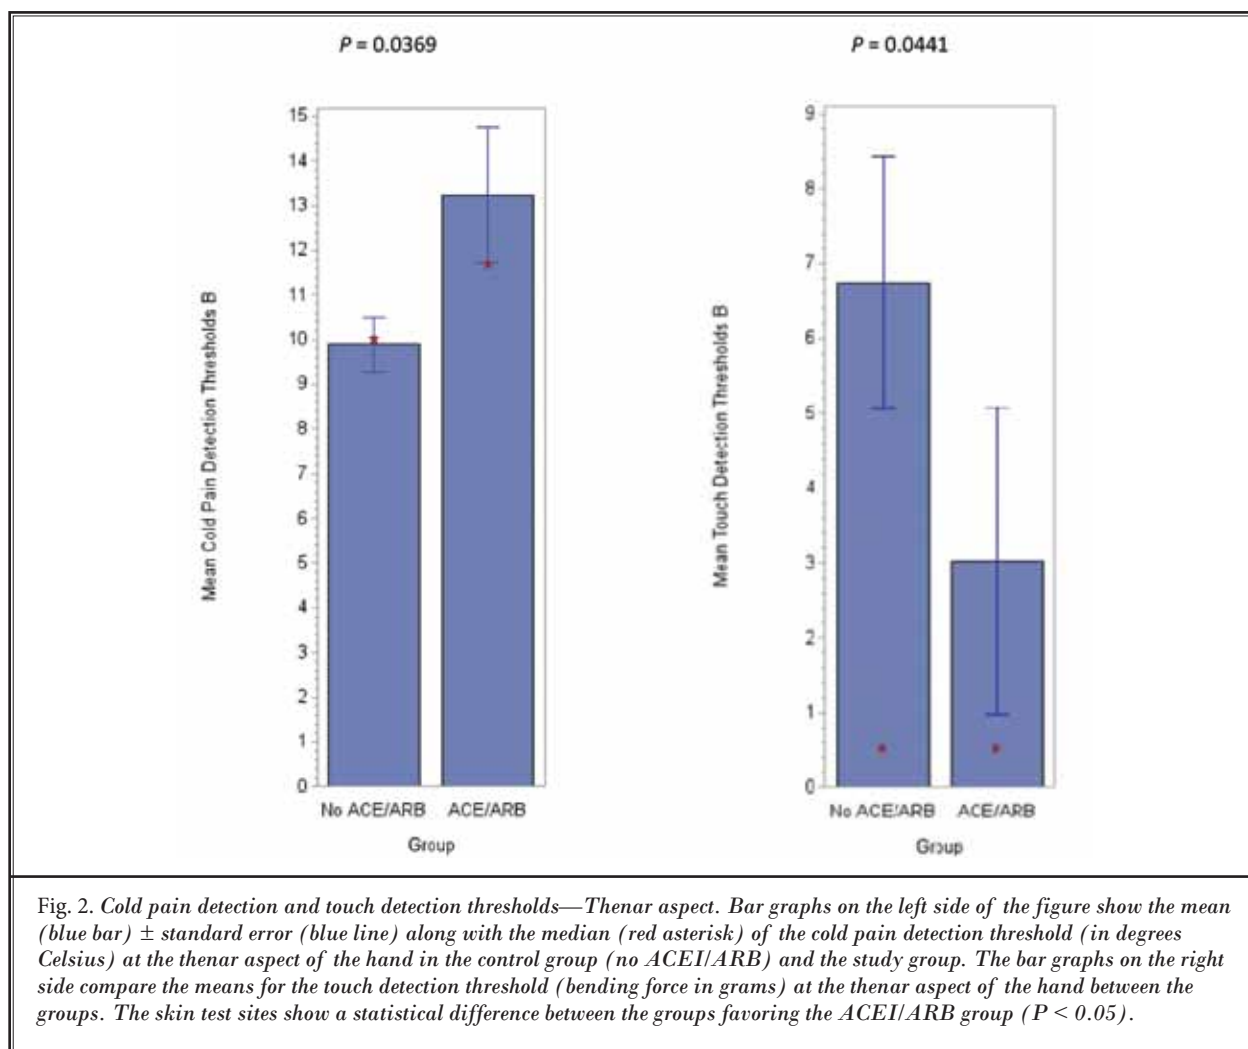 P = 0.0369
P = 0.0441
Mean Cold Pain Detection Thresholds B
15
14
13
12
11
10
9
8
7
6
5
4
3
2
1
0
No ACE/ARB ACE/ARB
Group
Mean Touch Detection Thresholds B
9
8
7
6
5
4
3
2
1
0
No ACE/ARB ACE/ARB
Group
Fig. 2. Cold pain detection and touch detection thresholds—Thenar aspect. Bar graphs on the left side of the figure show the mean
(blue bar) ± standard error (blue line) along with the median (red asterisk) of the cold pain detection threshold (in degrees
Celsius) at the thenar aspect of the hand in the control group (no ACEI/ARB) and the study group. The bar graphs on the right
side compare the means for the touch detection threshold (bending force in grams) at the thenar aspect of the hand between the
groups. The skin test sites show a statistical difference between the groups favoring the ACEI/ARB group (P < 0.05).